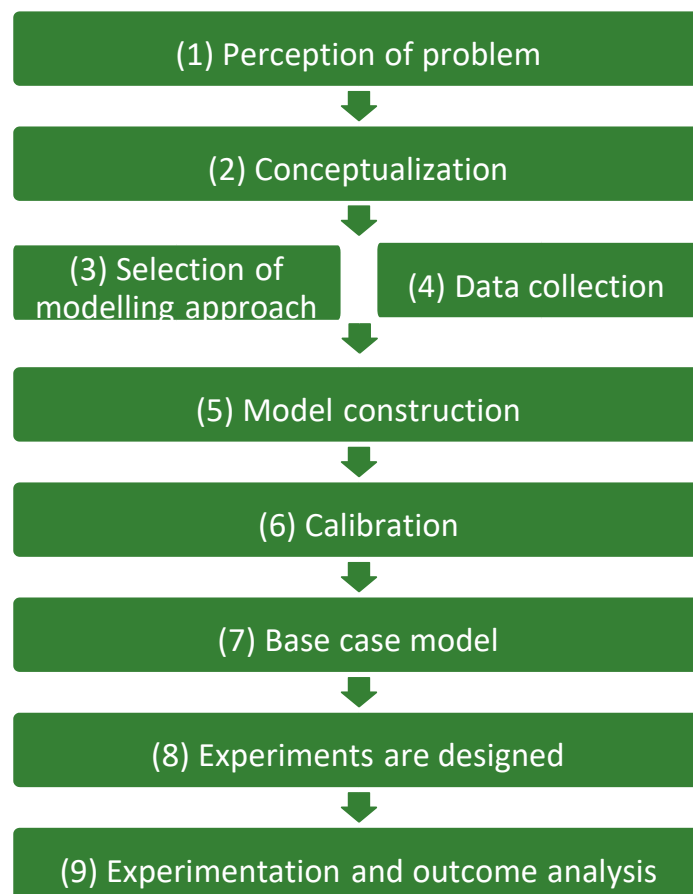 (1) Perception of problem
(2) Conceptualization
(3) Selection of
modelling approach
(4) Data collection
(5) Model construction
(6) Calibration
(7) Base case model
(8) Experiments are designed
(9) Experimentation and outcome analysis